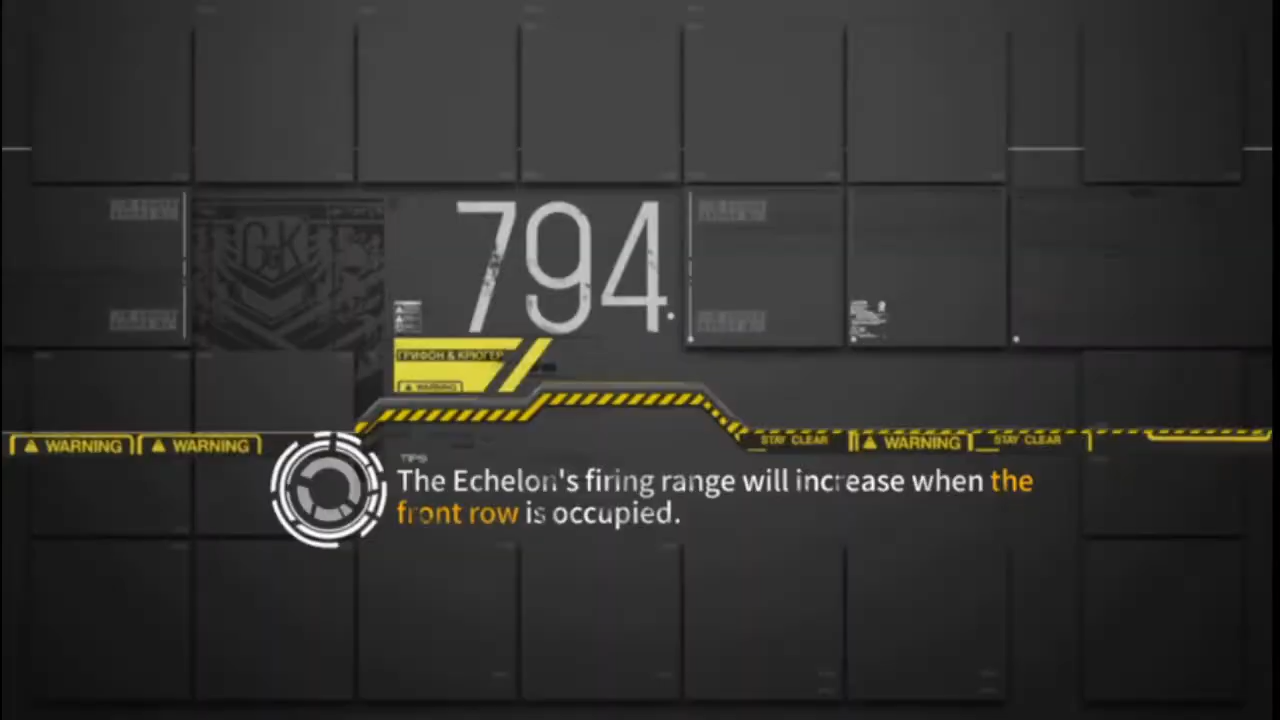 G&K
794.
ГРИФОН & КРЮГЕР
WARNING
WARNING
WARNING
STAY CLEAR
WARNING
STAY CLEAR
TIPS
The Echelon's firing range will increase when the
front row is occupied.